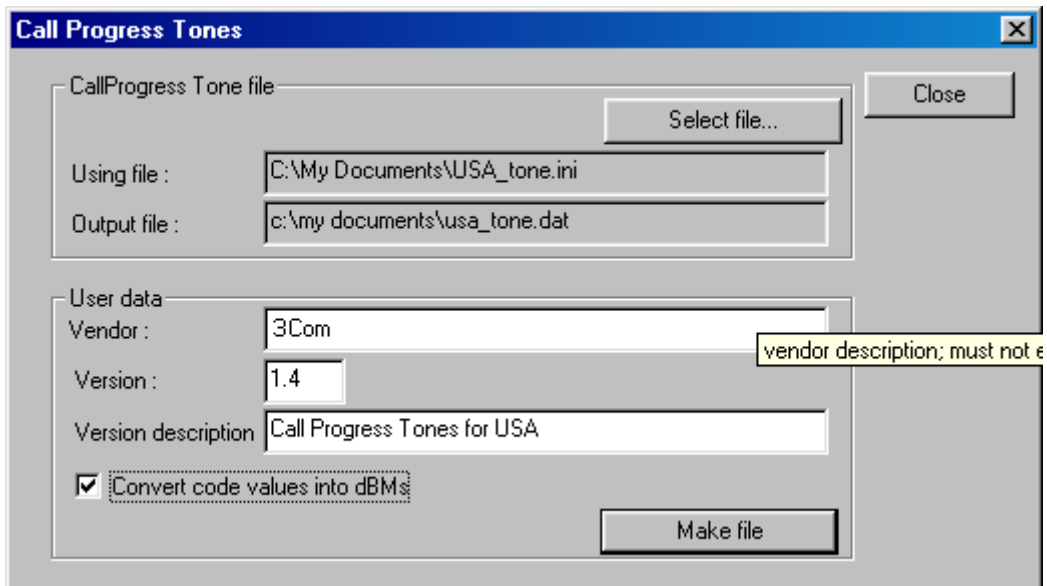 Call Progress Tones
CallProgress Tone file
Close
Select file...
Using file : C:\My Documents\USA_tone.ini
Output file : c:\my documents\usa_tone.dat
User data
Vendor : 3Com
vendor description; must not
Version : 1.4
Version description Call Progress Tones for USA
Convert code values into dBMs
Make file